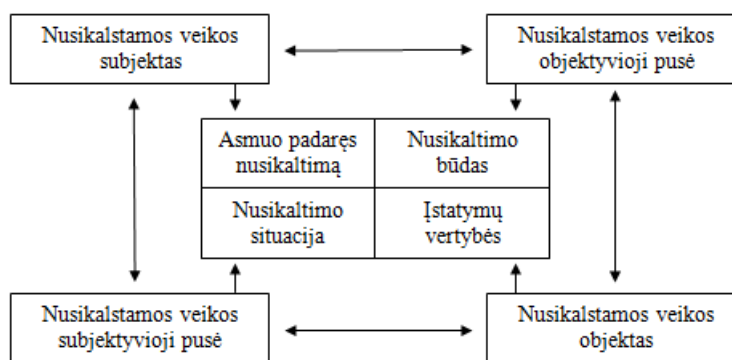 Nusikalstamos veikos
subjektas
Nusikalstamos veikos
objektyvioji pusė
Asmuo padaręs
nusikaltimą
Nusikaltimo
būdas
Nusikaltimo
situacija
Įstatymų
vertybės
Nusikalstamos veikos
subjektyvioji pusė
Nusikalstamos veikos
objektas